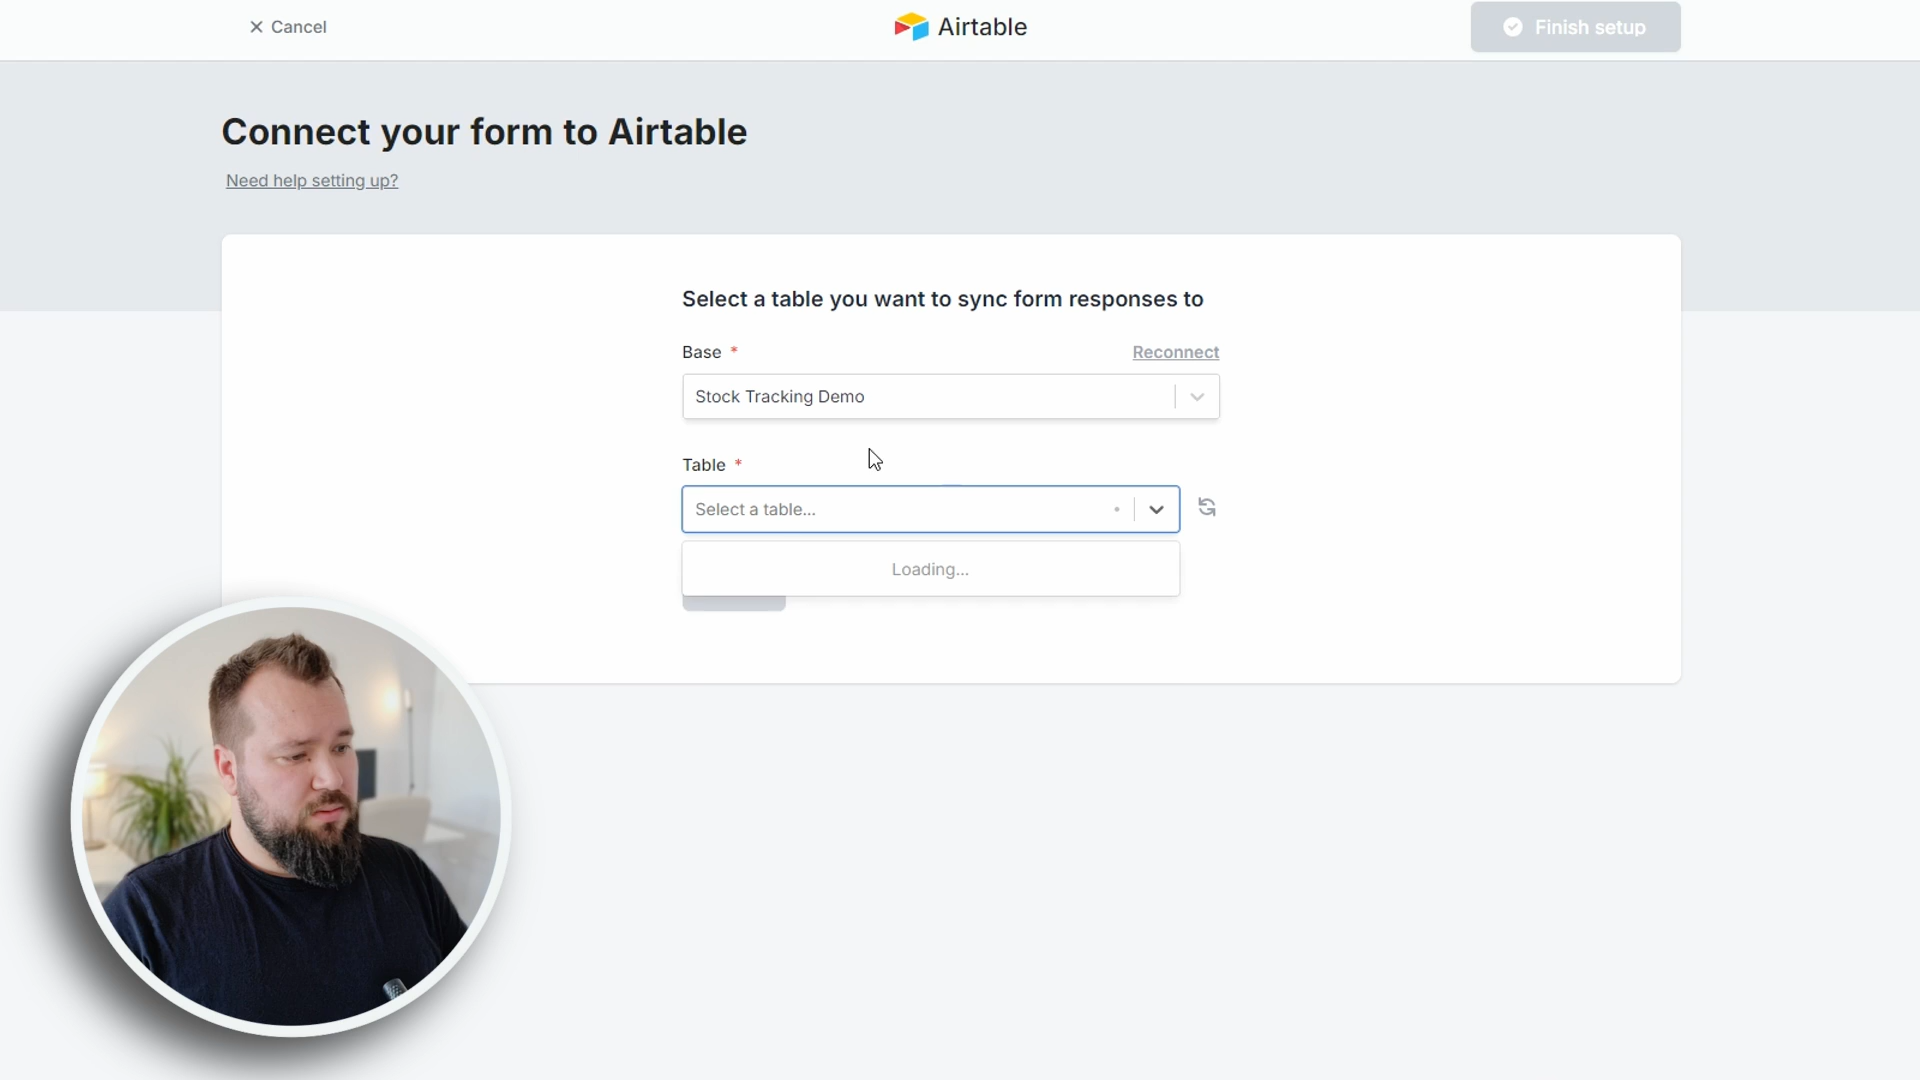 Cancel
Airtable
Finish setup
Connect your form to Airtable
Need help setting up?
Select a table you want to sync form responses to
Base *
Reconnect
Stock Tracking Demo
Table *
Select a table...
Loading...